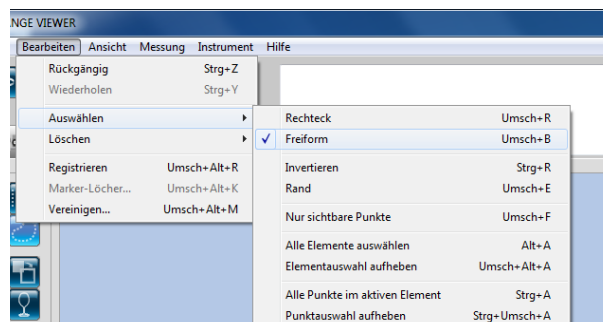 NGE VIEWER
Bearbeiten Ansicht Messung Instrument Hilfe
Rückgängig Strg+Z
Wiederholen Strg+Y
Auswählen
Löschen
Registrieren Umsch+Alt+R
Marker-Löcher... Umsch+Alt+K
Vereinigen... Umsch+Alt+M
Rechteck Umsch+R
Freiform Umsch+B
Invertieren Strg+R
Rand Umsch+E
Nur sichtbare Punkte Umsch+F
Alle Elemente auswählen Alt+A
Elementauswahl aufheben Umsch+Alt+A
Alle Punkte im aktiven Element Strg+A
Punktauswahl aufheben Strg+Umsch+A